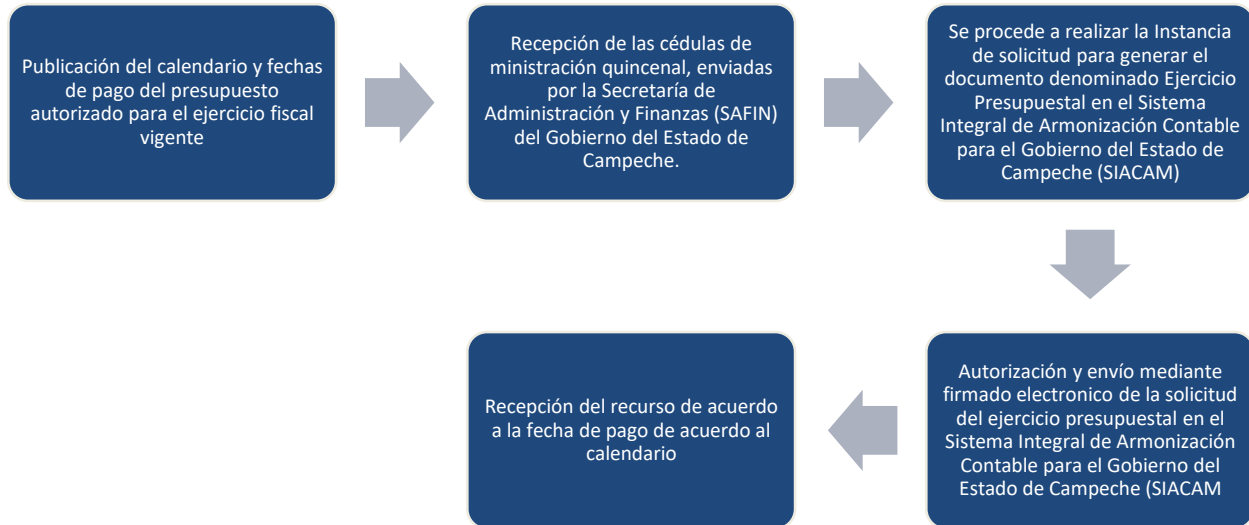 Publicación del calendario y fechas
de pago del presupuesto
autorizado para el ejercicio fiscal
vigente
Recepción de las cédulas de
ministración quincenal, enviadas
por la Secretaría de
Administración y Finanzas (SAFIN)
del Gobierno del Estado de
Campeche.
Se procede a realizar la Instancia
de solicitud para generar el
documento denominado Ejercicio
Presupuestal en el Sistema
Integral de Armonización Contable
para el Gobierno del Estado de
Campeche (SIACAM)
Autorización y envío mediante
firmado electronico de la solicitud
del ejercicio presupuestal en el
Sistema Integral de Armonización
Contable para el Gobierno del
Estado de Campeche (SIACAM
Recepción del recurso de acuerdo
a la fecha de pago de acuerdo al
calendario